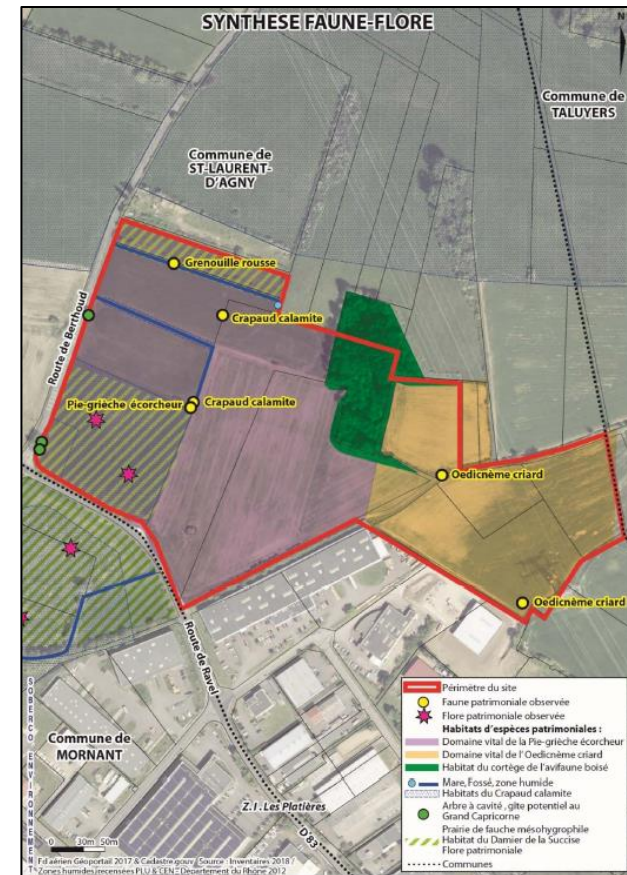 SYNTHESE FAUNE-FLORE
N
Commune de
TALUYERS
Commune de
ST-LAURENT-
D'AGNY
Grenouille rousse
Crapaud calamite
Route de Berthoud
Pie-grièche écorcheur
Crapaud calamite
Oedicnème criard
Oedicnème criard
Route de Ravel
Commune de
MORNANT
Z.I. Les Platières
D'83
SOBERCO ENVIRONNEMENT
0 30m 50m
Fd aérien Géoportail 2017 & Cadastre.gouv Source : Inventaires 2018 /
Zones humides recensées PLU & CEN - Département du Rhône 2012
Périmètre du site
Faune patrimoniale observée
Flore patrimoniale observée
Habitats d'espèces patrimoniales :
Domaine vital de la Pie-grièche écorcheur
Domaine vital de l'Oedicnème criard
Habitat du cortège de l'avifaune boisé
Mare, Fossé, zone humide
Habitats du Crapaud calamite
Arbre à cavité, gîte potentiel au
Grand Capricorne
Prairie de fauche mésohygrophile
Habitat du Damier de la Succise
Flore patrimoniale
Communes